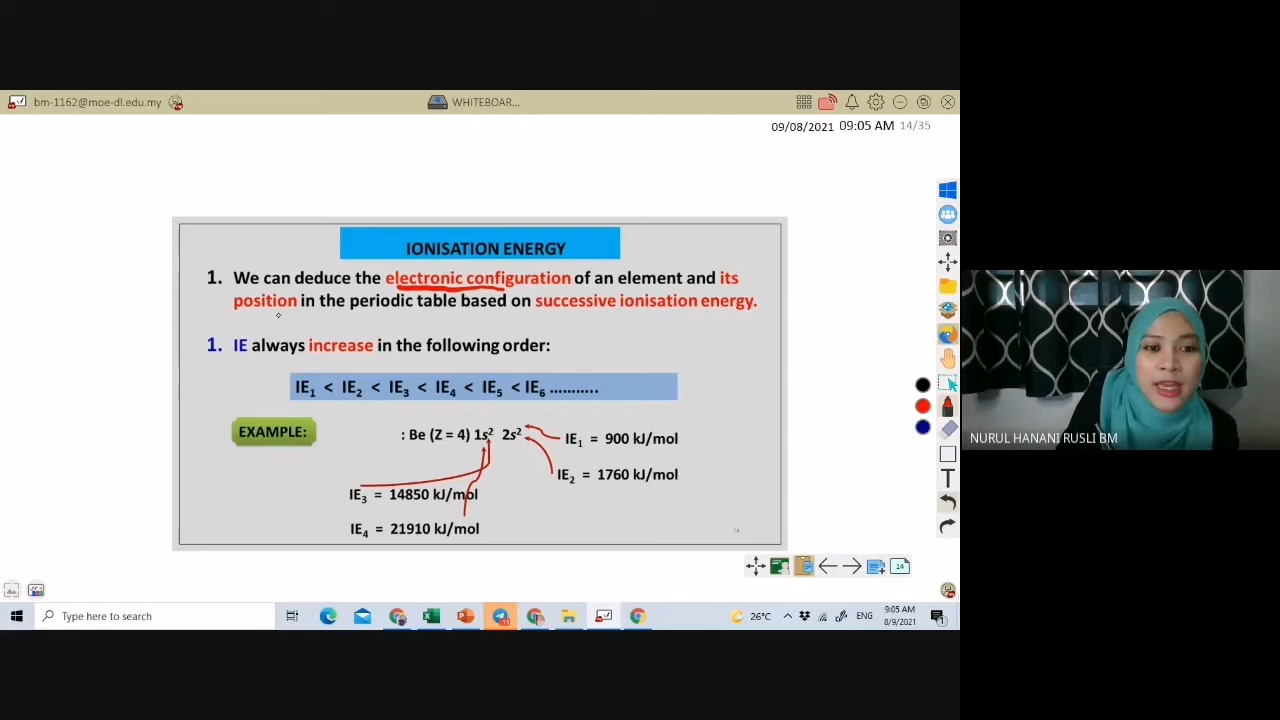 bm-1162@moe-dl.edu.my
WHITEBOAR...
09/08/2021 09:05 AM 14/35
IONISATION ENERGY
1. We can deduce the electronic configuration of an element and its
position in the periodic table based on successive ionisation energy.
1. IE always increase in the following order:
IE1 < IE2 < IE3 < IE4 < IE5 < IE6 ...........
EXAMPLE:
: Be (Z = 4) 1s² 2s²
IE1 = 900 kJ/mol
IE2 = 1760 kJ/mol
IE3 = 14850 kJ/mol
IE4 = 21910 kJ/mol
14
T
14
NURUL HANANI RUSLI BM
Type here to search
26°C
ENG
9:05 AM
8/9/2021